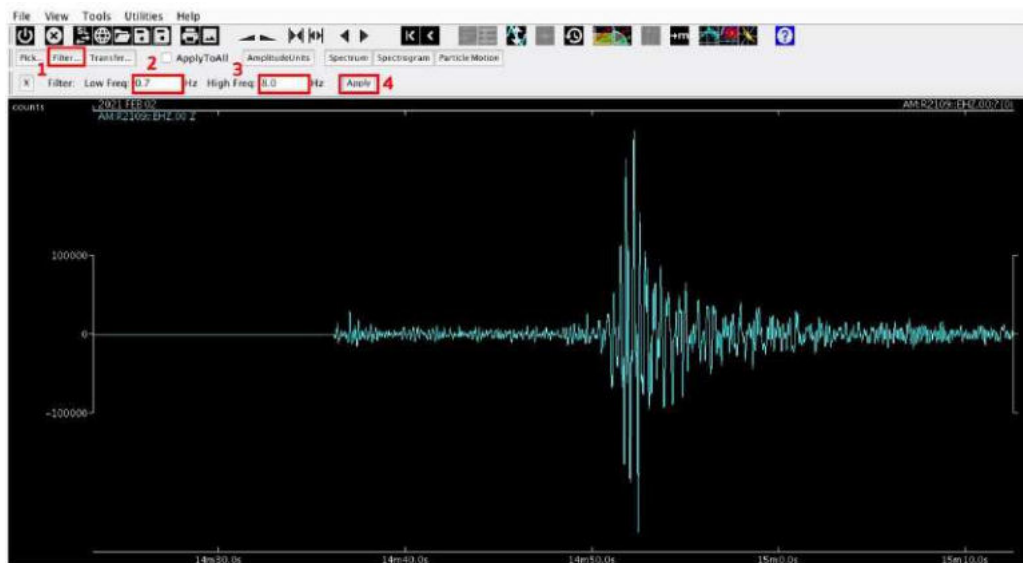 File View Tools Utilities Help
Pick... Filter... Transfer... 2 ApplyToAll 3 AmplitudeUnits Spectrum Spectrogram Particle Motion
1
X Filter: Low Freq: 0.7 Hz High Freq: 8.0 Hz Apply 4
counts 2021 FEB 02
AM:R2109::EHZ.00 Z
100000
0
-100000
14m30.0s 14m40.0s 14m50.0s 15m0.0s 15m10.0s